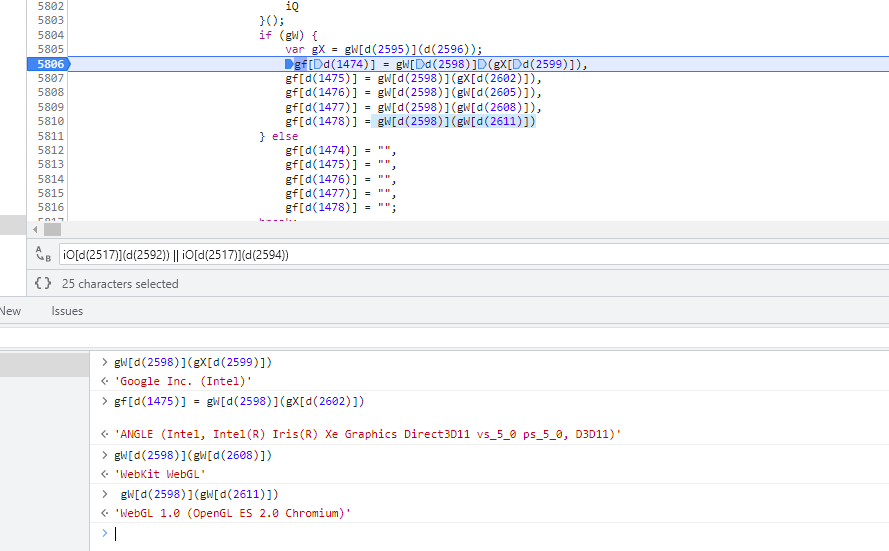 5802 iQ
5803 }();
5804 if (gW) {
5805 var gX = gW[d(2595)](d(2596));
5806 gf[d(1474)] = gW[d(2598)](gX[d(2599)]),
5807 gf[d(1475)] = gW[d(2598)](gX[d(2602)]),
5808 gf[d(1476)] = gW[d(2598)](gW[d(2605)]),
5809 gf[d(1477)] = gW[d(2598)](gW[d(2608)]),
5810 gf[d(1478)] = gW[d(2598)](gW[d(2611)])
5811 } else
5812 gf[d(1474)] = "",
5813 gf[d(1475)] = "",
5814 gf[d(1476)] = "",
5815 gf[d(1477)] = "",
5816 gf[d(1478)] = "";
A
B
iO[d(2517)](d(2592)) || iO[d(2517)](d(2594))
{} 25 characters selected
New Issues
> gW[d(2598)](gX[d(2599)])
'Google Inc. (Intel)'
> gf[d(1475)] = gW[d(2598)](gX[d(2602)])
'ANGLE (Intel, Intel(R) Iris(R) Xe Graphics Direct3D11 vs_5_0 ps_5_0, D3D11)'
> gW[d(2598)](gW[d(2608)])
'WebKit WebGL'
> gW[d(2598)](gW[d(2611)])
'WebGL 1.0 (OpenGL ES 2.0 Chromium)'
>